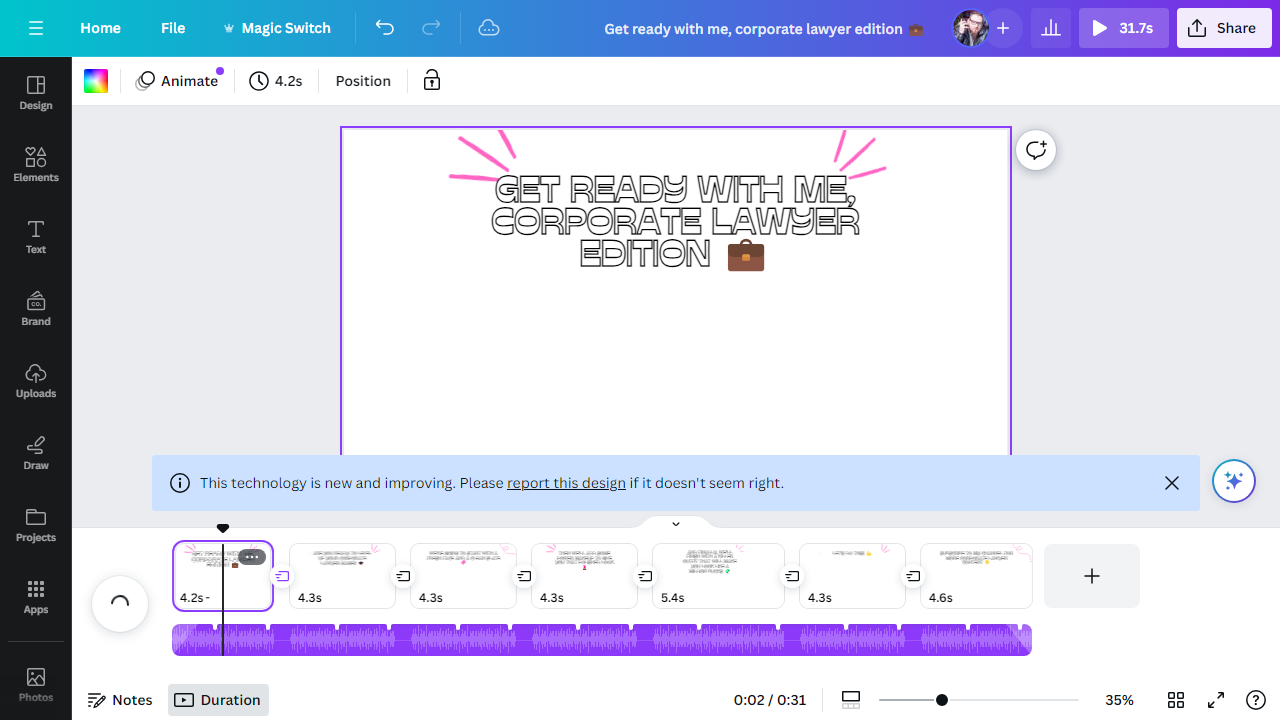 Home
File
Magic Switch
Get ready with me, corporate lawyer edition 💼
31.7s
Share
Animate
4.2s
Position
Design
Elements
Text
Brand
CO.
Uploads
Draw
Projects
Apps
Photos
GET READY WITH ME,
CORPORATE LAWYER
EDITION 💼
This technology is new and improving. Please report this design if it doesn't seem right.
4.2s
4.3s
4.3s
4.3s
5.4s
4.3s
4.6s
Notes
Duration
0:02 / 0:31
35%